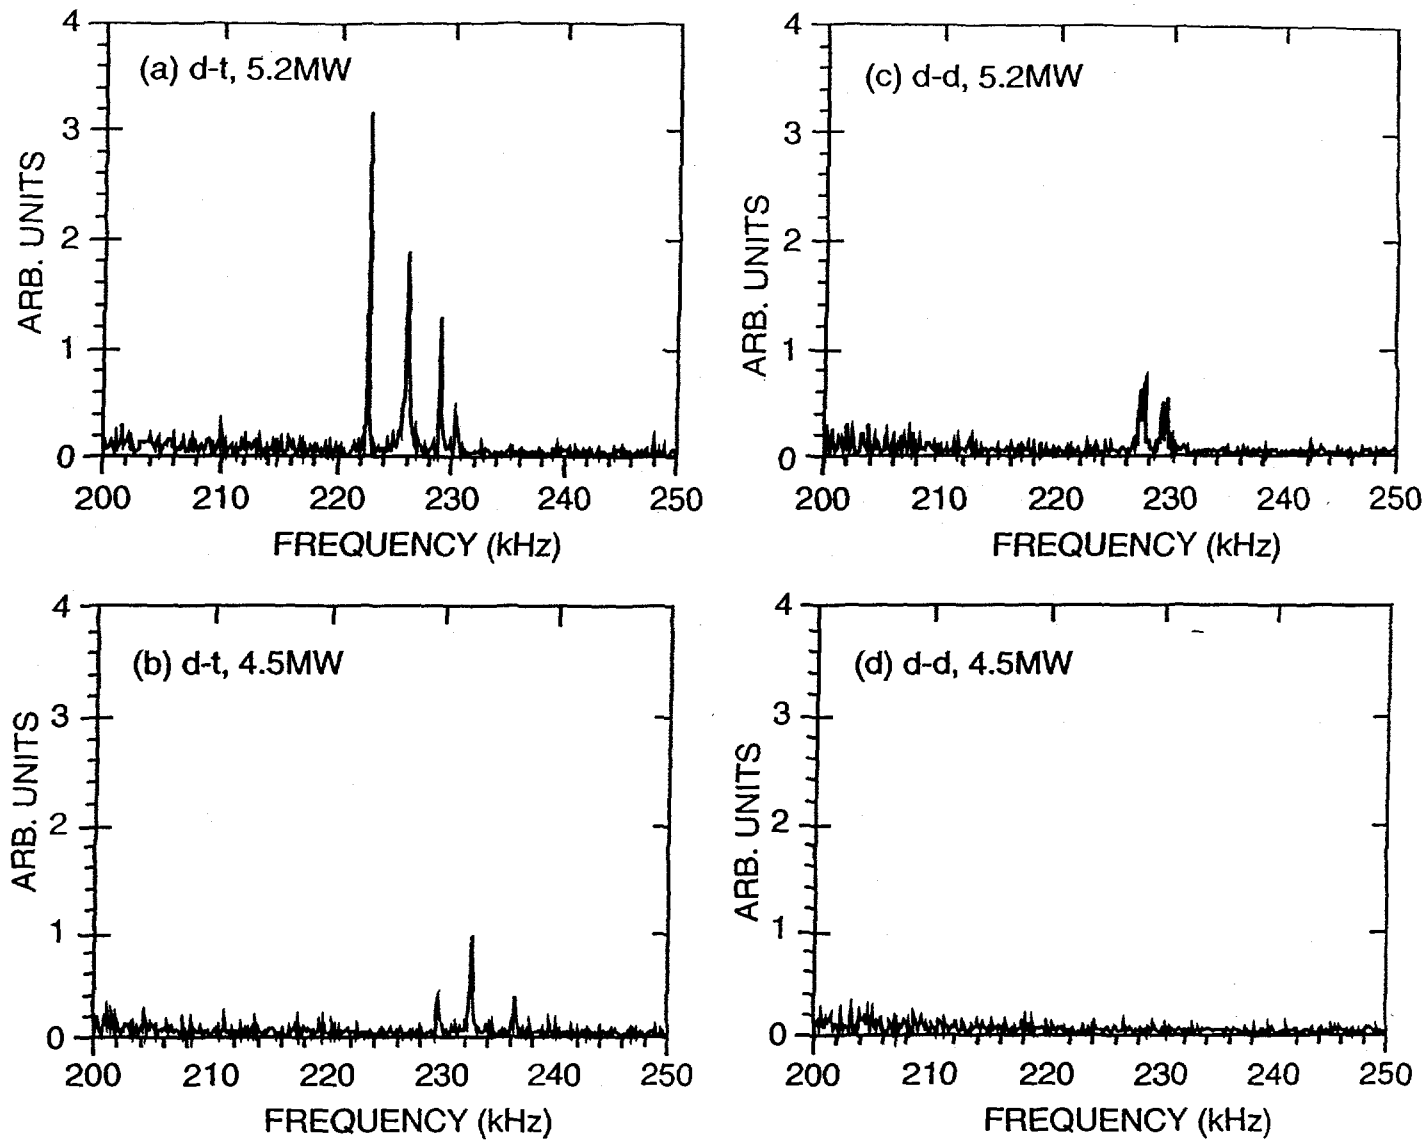 (a) d-t, 5.2MW
4
3
2
1
0
ARB. UNITS
200 210 220 230 240 250
FREQUENCY (kHz)
(c) d-d, 5.2MW
4
3
2
1
0
ARB. UNITS
200 210 220 230 240 250
FREQUENCY (kHz)
(b) d-t, 4.5MW
4
3
2
1
0
ARB. UNITS
200 210 220 230 240 250
FREQUENCY (kHz)
(d) d-d, 4.5MW
4
3
2
1
0
ARB. UNITS
200 210 220 230 240 250
FREQUENCY (kHz)